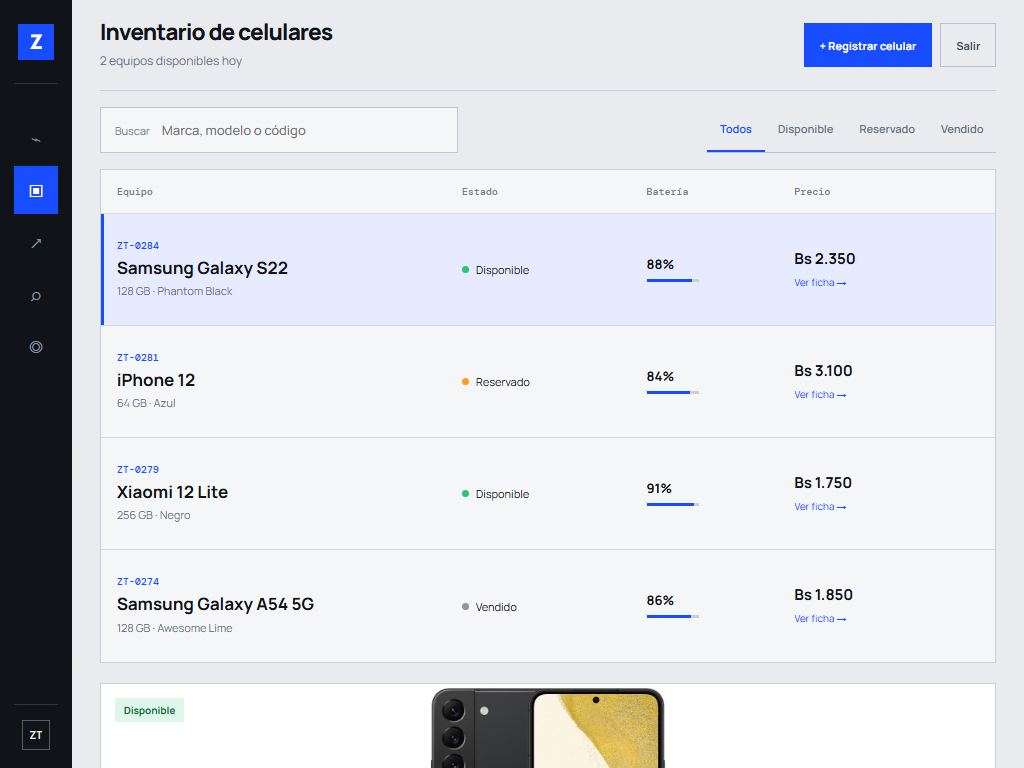 Z
Inventario de celulares
2 equipos disponibles hoy
+ Registrar celular
Salir
Buscar Marca, modelo o código
Todos Disponible Reservado Vendido
Equipo Estado Batería Precio
ZT-0284
Samsung Galaxy S22
128 GB · Phantom Black
Disponible
88%
Bs 2.350
Ver ficha →
ZT-0281
iPhone 12
64 GB · Azul
Reservado
84%
Bs 3.100
Ver ficha →
ZT-0279
Xiaomi 12 Lite
256 GB · Negro
Disponible
91%
Bs 1.750
Ver ficha →
ZT-0274
Samsung Galaxy A54 5G
128 GB · Awesome Lime
Vendido
86%
Bs 1.850
Ver ficha →
Disponible
ZT